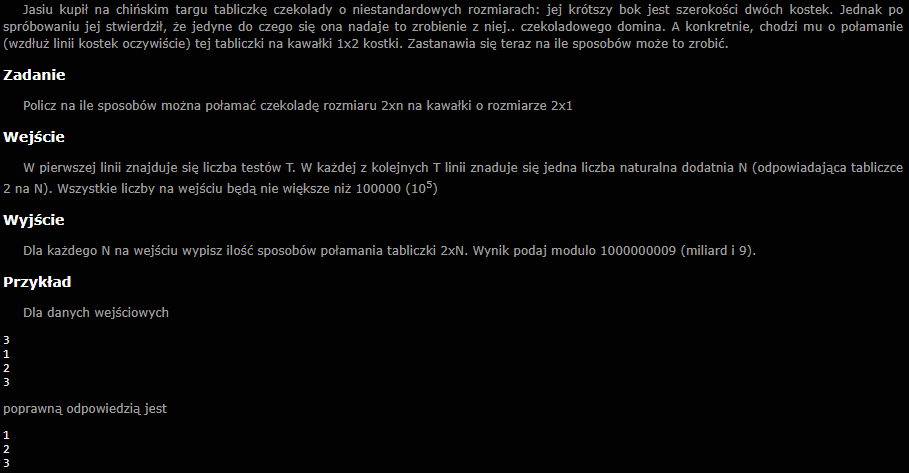 Jasiu kupił na chińskim targu tabliczkę czekolady o niestandardowych rozmiarach: jej krótszy bok jest szerokości dwóch kostek. Jednak po
spróbowaniu jej stwierdził, że jedyne do czego się ona nadaje to zrobienie z niej.. czekoladowego domina. A konkretnie, chodzi mu o połamanie
(wzdłuż linii kostek oczywiście) tej tabliczki na kawałki 1x2 kostki. Zastanawia się teraz na ile sposobów może to zrobić.
Zadanie
Policz na ile sposobów można połamać czekoladę rozmiaru 2xn na kawałki o rozmiarze 2x1
Wejście
W pierwszej linii znajduje się liczba testów T. W każdej z kolejnych T linii znaduje się jedna liczba naturalna dodatnia N (odpowiadająca tabliczce
2 na N). Wszystkie liczby na wejściu będą nie większe niż 100000 (10⁵)
Wyjście
Dla każdego N na wejściu wypisz ilość sposobów połamania tabliczki 2xN. Wynik podaj modulo 1000000009 (miliard i 9).
Przykład
Dla danych wejściowych
3
1
2
3
poprawną odpowiedzią jest
1
2
3